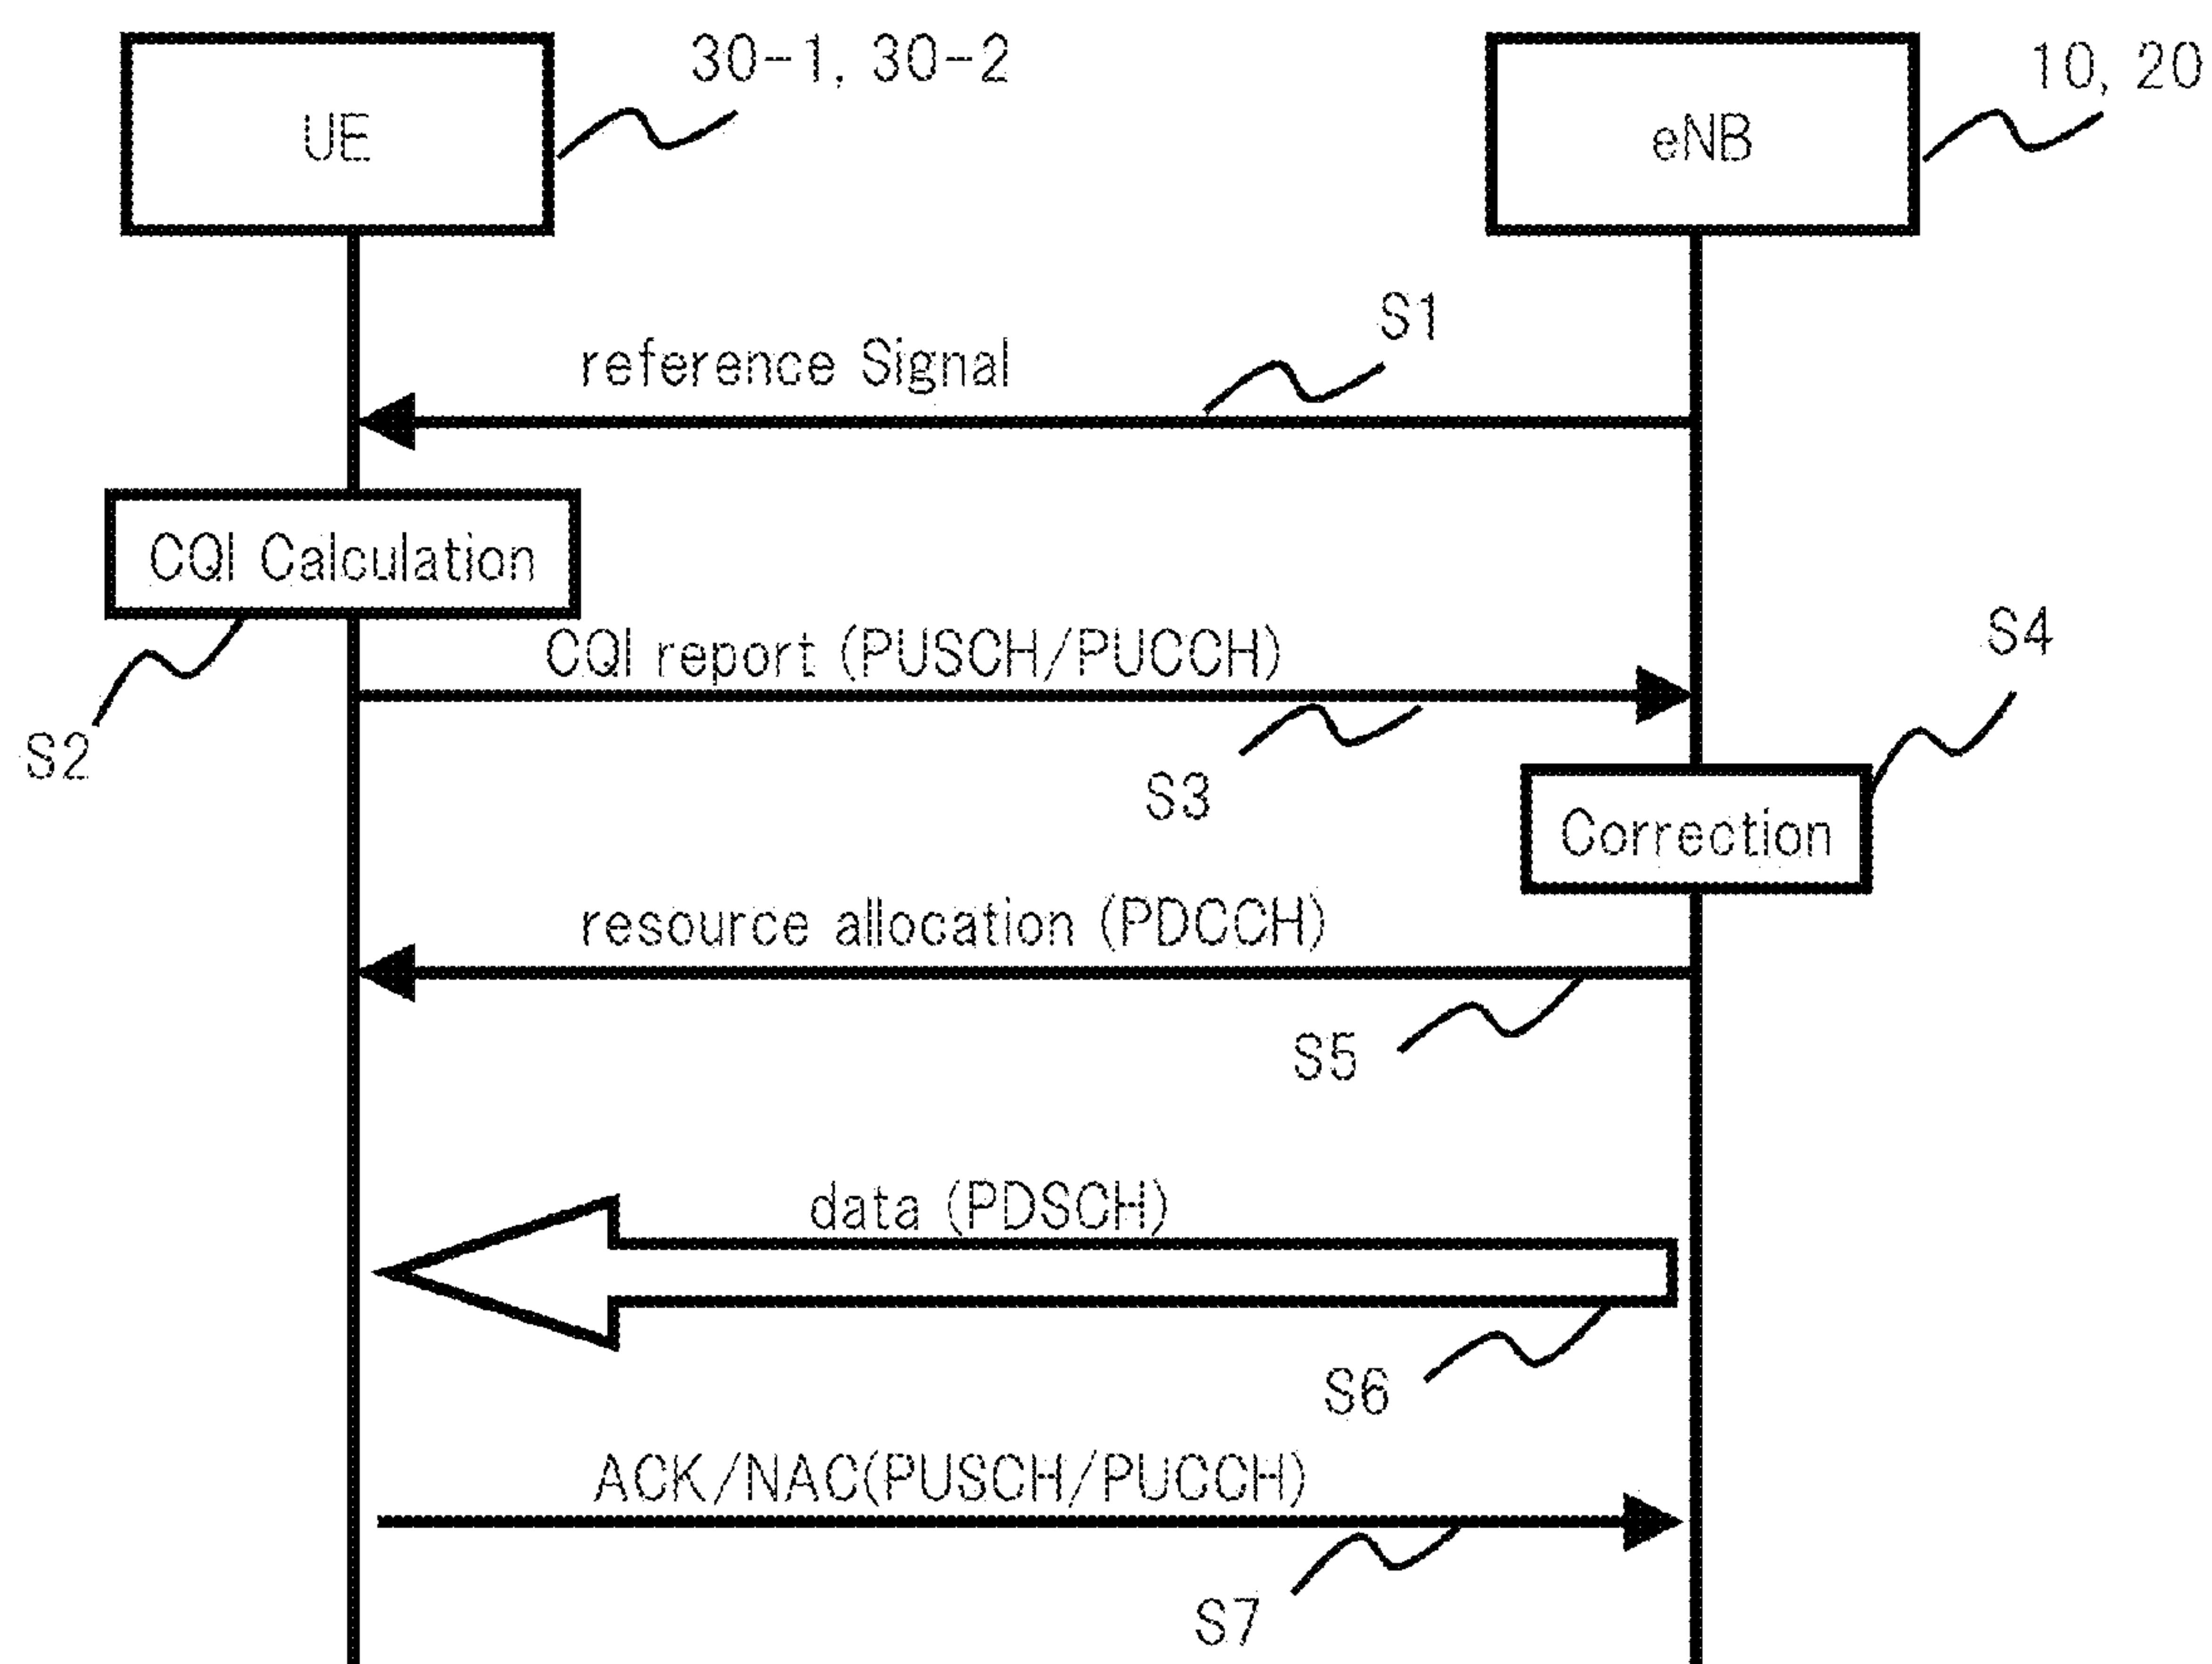 30-1, 30-2
10, 20
UE
eNB
S1
reference Signal
CQI Calculation
S4
CQI report (PUSCH/PUCCH)
S2
S3
Correction
resource allocation (PDCCH)
S5
data (PDSCH)
S6
ACK/NAC(PUSCH/PUCCH)
S7